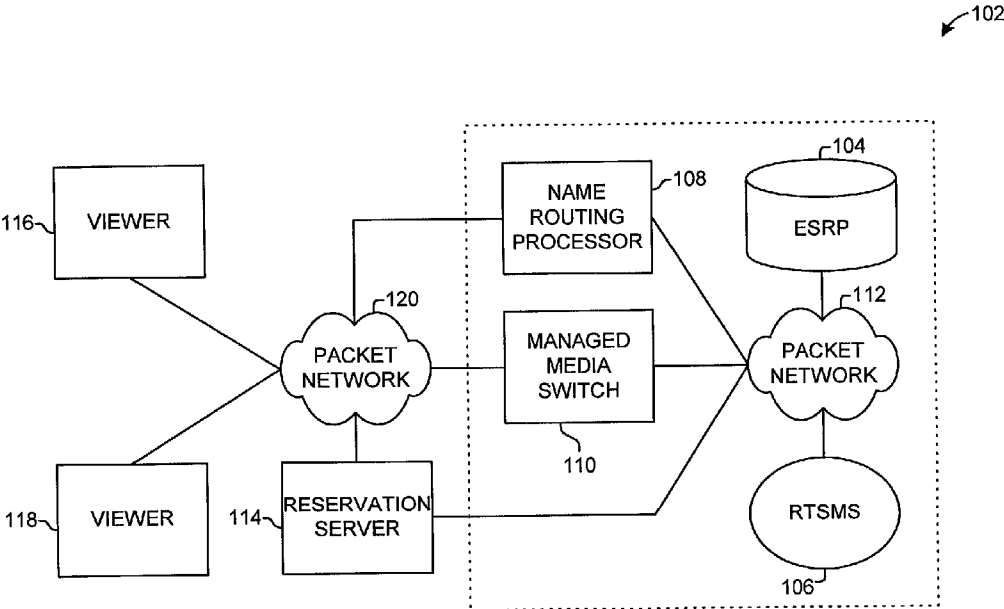 102
104
NAME
ROUTING
PROCESSOR
108
ESRP
116
VIEWER
120
PACKET
NETWORK
MANAGED
MEDIA
SWITCH
110
112
PACKET
NETWORK
118
VIEWER
114
RESERVATION
SERVER
RTSMS
106